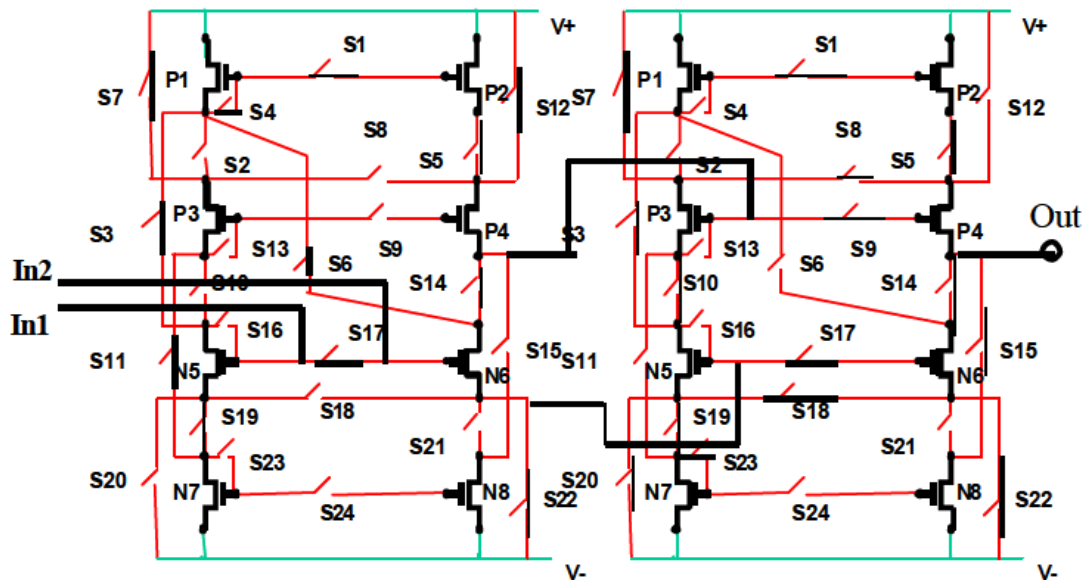 V+ V+
S1 S1
P1 P2 P1 P2
S7 S4 S12 S7 S4 S12
S8 S8
S2 S5 S2 S5
P3 P4 P3 P4 Out
S3 S13 S9 S3 S13 S9
S6 S14 S10 S6 S14
In2 S10
In1 S16 S17 S16 S17
S11 N5 N6 S15 S11 N5 N6 S15
S19 S18 S19 S18
S21 S21
S20 S23 S20 S23
N7 N8 S22 N7 N8 S22
S24 S24
V- V-